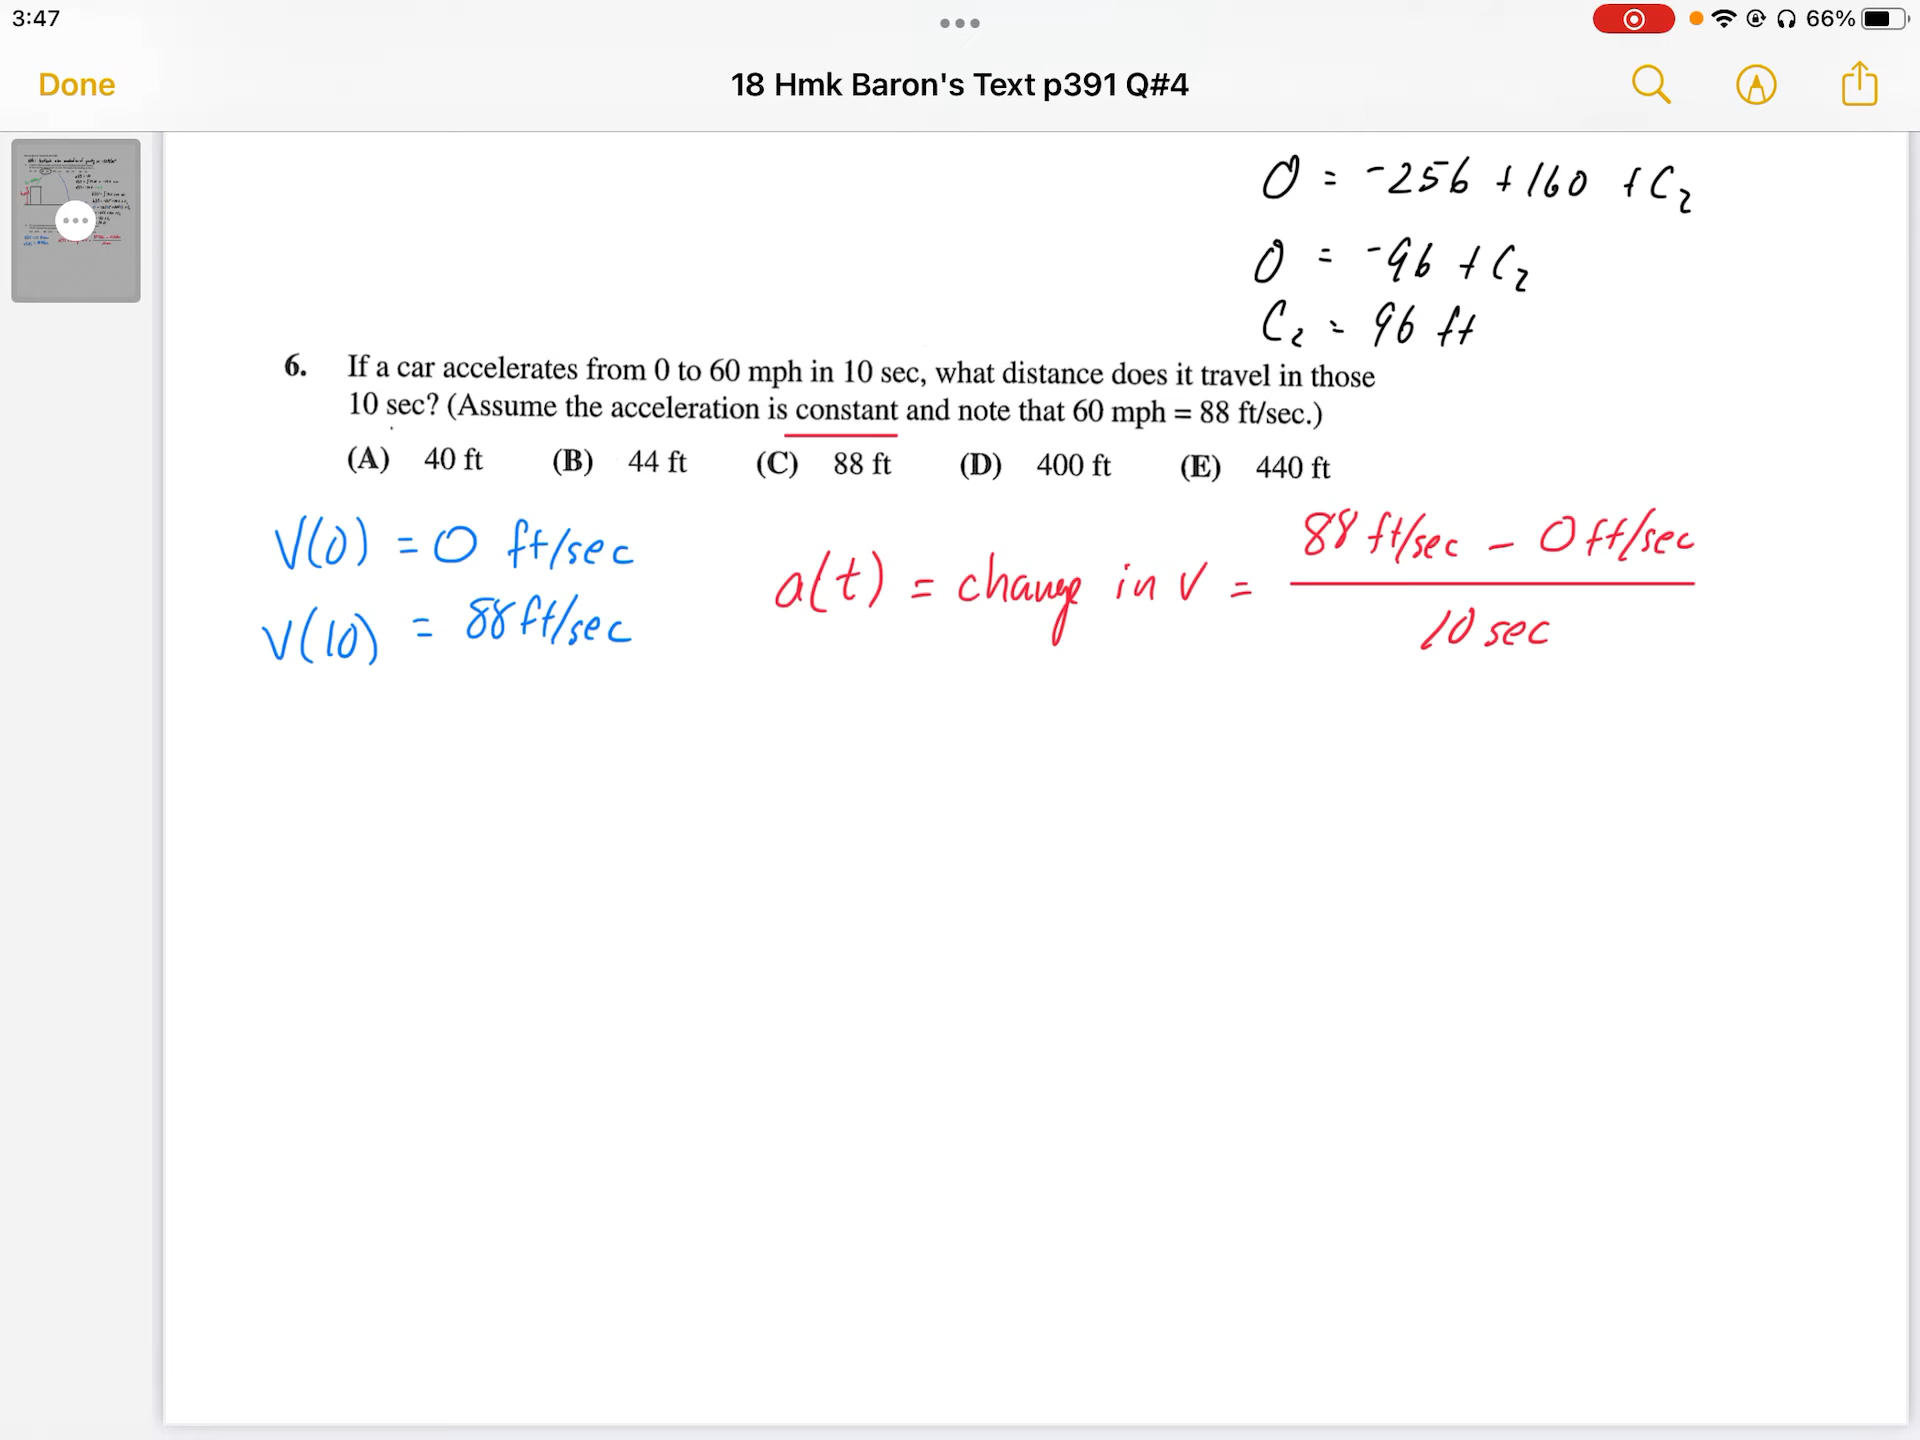 3:47
66%
Done
18 Hmk Baron's Text p391 Q#4
0 = -256 + 160 + C₂
0 = -96 + C₂
C₂ = 96 ft
6. If a car accelerates from 0 to 60 mph in 10 sec, what distance does it travel in those
10 sec? (Assume the acceleration is constant and note that 60 mph = 88 ft/sec.)
(A) 40 ft (B) 44 ft (C) 88 ft (D) 400 ft (E) 440 ft
V(0) = 0 ft/sec
V(10) = 88 ft/sec
a(t) = change in V =
88 ft/sec - 0 ft/sec
10 sec